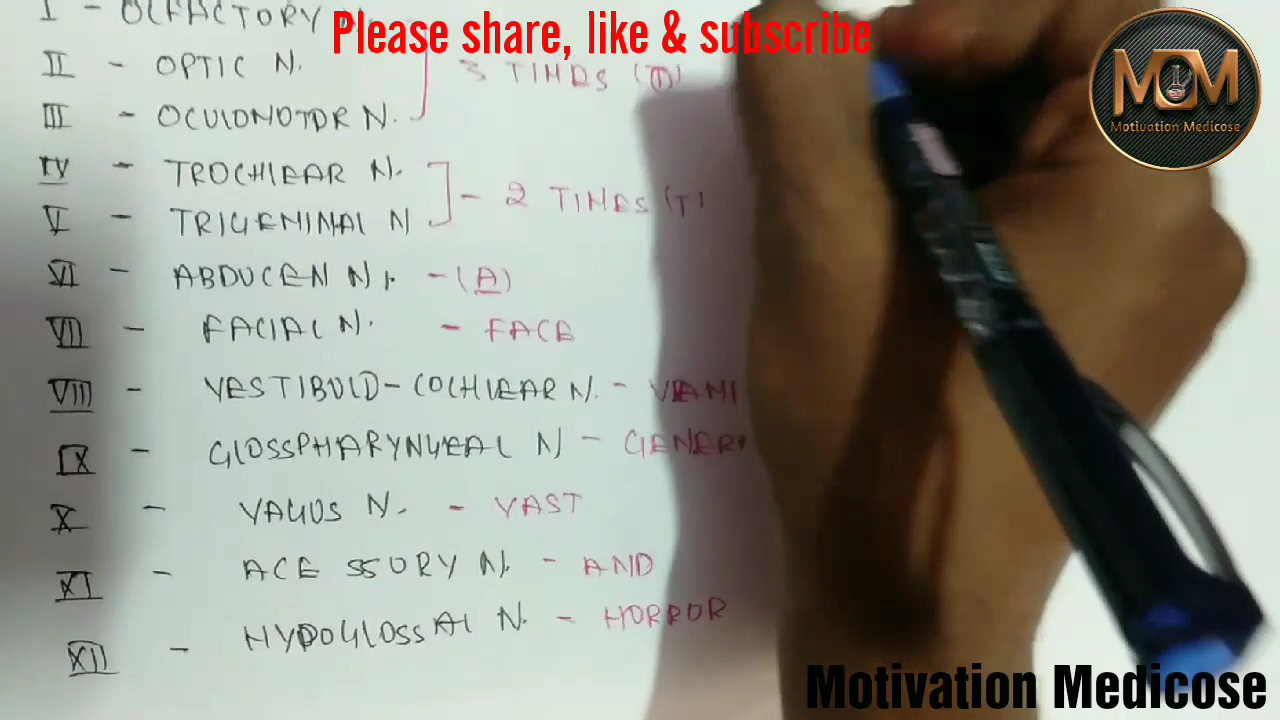 I - OLFACTORY N.
Please share, like & subscribe
II - OPTIC N.
3 TIMES (T)
III - OCULOMOTOR N.
IV - TROCHLEAR N.
- 2 TIMES (T)
V - TRIGEMINAL N
VI - ABDUCEN N. - (A)
VII - FACIAL N. - FACE
VIII - VESTIBULO-COCHLEAR N. -
IX - GLOSSPHARYNGEAL N -
X - VAGUS N. - VAST
XI - ACESSORY N. - AND
XII - HYPOGLOSSAL N. - HORROR
MOM
Motivation Medicose
Motivation Medicose